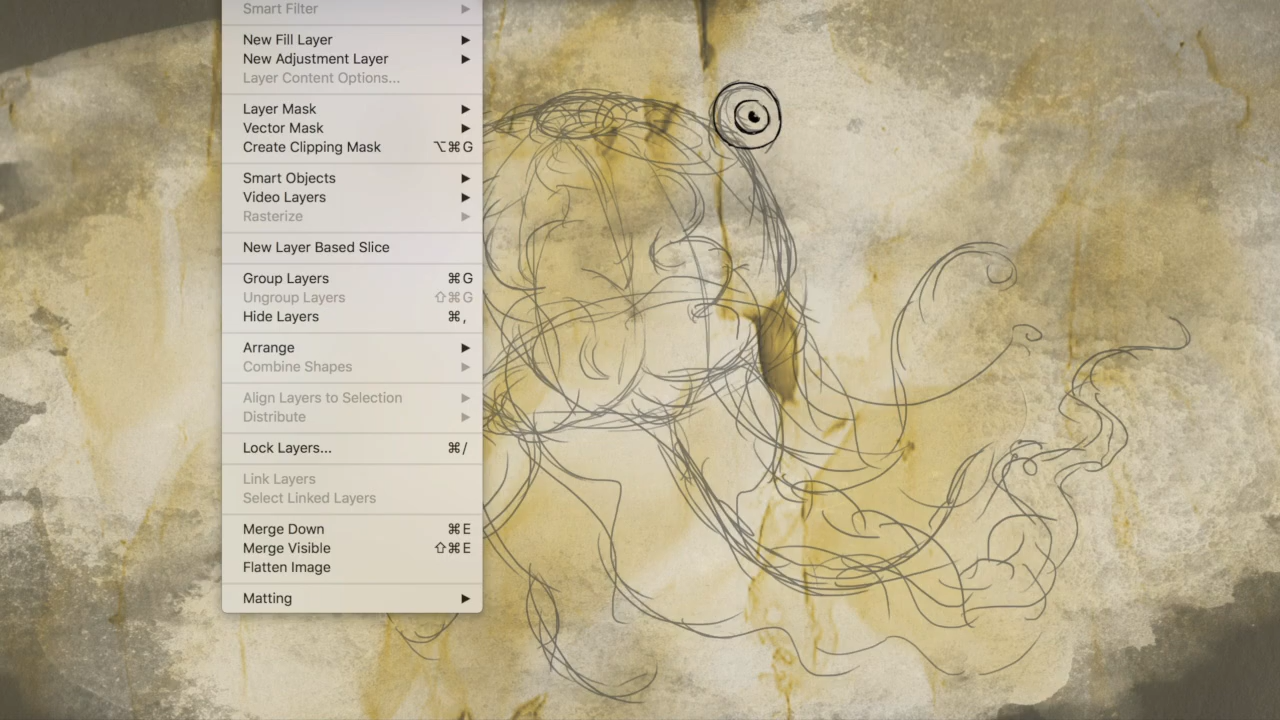 Smart Filter ▶
New Fill Layer ▶
New Adjustment Layer ▶
Layer Content Options...
Layer Mask ▶
Vector Mask ▶
Create Clipping Mask ⌥⌘G
Smart Objects ▶
Video Layers ▶
Rasterize ▶
New Layer Based Slice
Group Layers ⌘G
Ungroup Layers ⇧⌘G
Hide Layers ⌘,
Arrange ▶
Combine Shapes ▶
Align Layers to Selection ▶
Distribute ▶
Lock Layers... ⌘/
Link Layers
Select Linked Layers
Merge Down ⌘E
Merge Visible ⇧⌘E
Flatten Image
Matting ▶